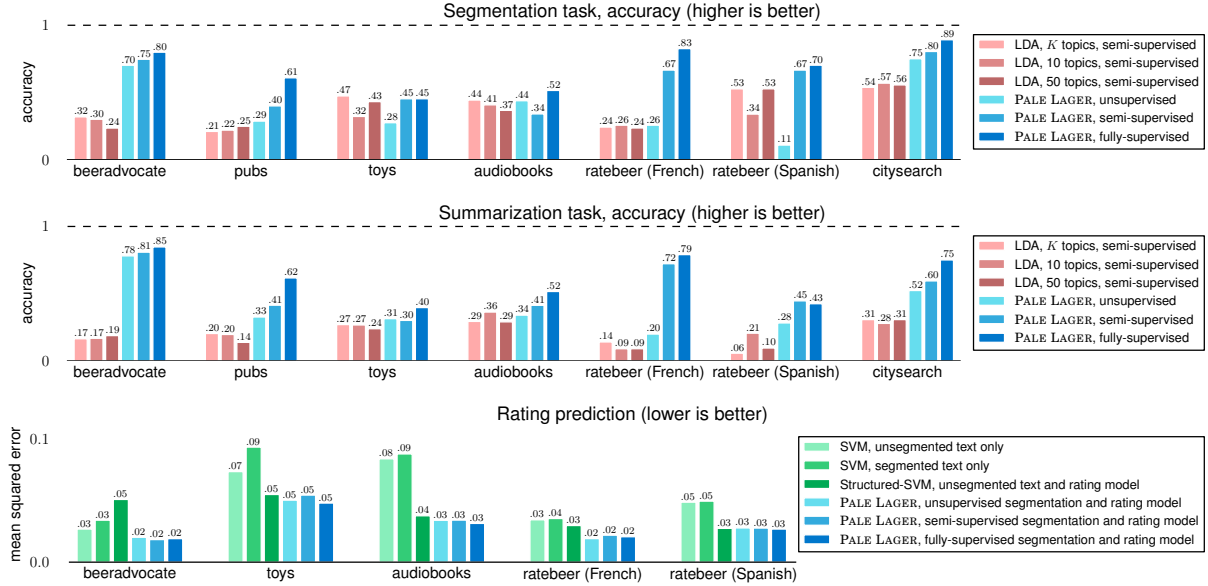 Segmentation task, accuracy (higher is better)
1
accuracy
0
.32 .30 .24 .70 .75 .80
.21 .22 .25 .29 .40 .61
.47 .32 .43 .28 .45 .45
.44 .41 .37 .44 .34 .52
.24 .26 .24 .26 .67 .83
.53 .34 .53 .11 .67 .70
.54 .57 .56 .75 .80 .89
beeradvocate pubs toys audiobooks ratebeer (French) ratebeer (Spanish) citysearch
LDA, K topics, semi-supervised
LDA, 10 topics, semi-supervised
LDA, 50 topics, semi-supervised
PALE LAGER, unsupervised
PALE LAGER, semi-supervised
PALE LAGER, fully-supervised
Summarization task, accuracy (higher is better)
1
accuracy
0
.17 .17 .19 .78 .81 .85
.20 .20 .14 .33 .41 .62
.27 .27 .24 .31 .30 .40
.29 .36 .29 .34 .41 .52
.14 .09 .09 .20 .72 .79
.06 .21 .10 .28 .45 .43
.31 .28 .31 .52 .60 .75
beeradvocate pubs toys audiobooks ratebeer (French) ratebeer (Spanish) citysearch
LDA, K topics, semi-supervised
LDA, 10 topics, semi-supervised
LDA, 50 topics, semi-supervised
PALE LAGER, unsupervised
PALE LAGER, semi-supervised
PALE LAGER, fully-supervised
Rating prediction (lower is better)
0.1
mean squared error
0.0
.03 .03 .05 .02 .02 .02
.07 .09 .05 .05 .05 .05
.08 .09 .04 .03 .03 .03
.03 .04 .03 .02 .02 .02
.05 .05 .03 .03 .03 .03
beeradvocate toys audiobooks ratebeer (French) ratebeer (Spanish)
SVM, unsegmented text only
SVM, segmented text only
Structured-SVM, unsegmented text and rating model
PALE LAGER, unsupervised segmentation and rating model
PALE LAGER, semi-supervised segmentation and rating model
PALE LAGER, fully-supervised segmentation and rating model